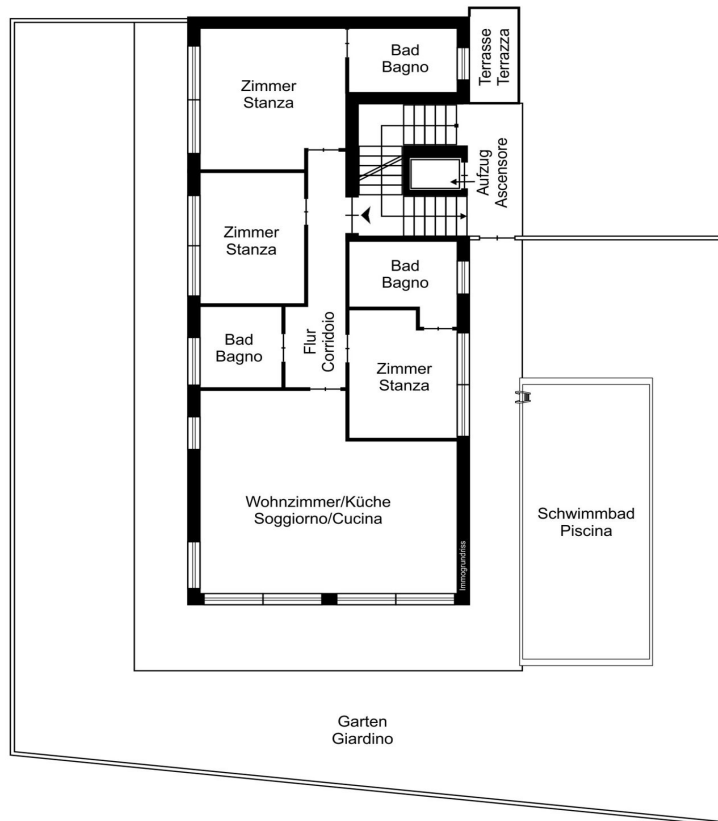 Bad
Bagno
Terrasse
Terrazza
Zimmer
Stanza
Aufzug
Ascensore
Zimmer
Stanza
Bad
Bagno
Bad
Bagno
Flur
Corridoio
Zimmer
Stanza
Wohnzimmer/Küche
Soggiorno/Cucina
Schwimmbad
Piscina
Immogrundriss
Garten
Giardino